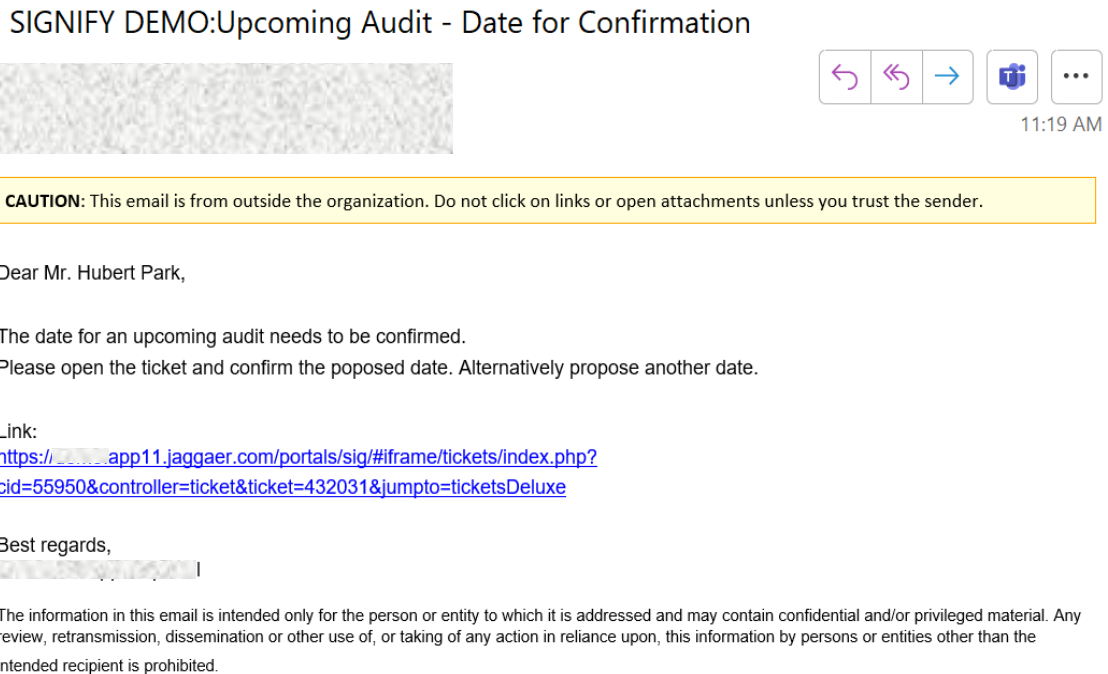 SIGNIFY DEMO:Upcoming Audit - Date for Confirmation
11:19 AM
CAUTION: This email is from outside the organization. Do not click on links or open attachments unless you trust the sender.
Dear Mr. Hubert Park,
The date for an upcoming audit needs to be confirmed.
Please open the ticket and confirm the poposed date. Alternatively propose another date.
Link:
https:// app11.jaggaer.com/portals/sig/#iframe/tickets/index.php?
cid=55950&controller=ticket&ticket=432031&jumpto=ticketsDeluxe
Best regards,
The information in this email is intended only for the person or entity to which it is addressed and may contain confidential and/or privileged material. Any
review, retransmission, dissemination or other use of, or taking of any action in reliance upon, this information by persons or entities other than the
intended recipient is prohibited.